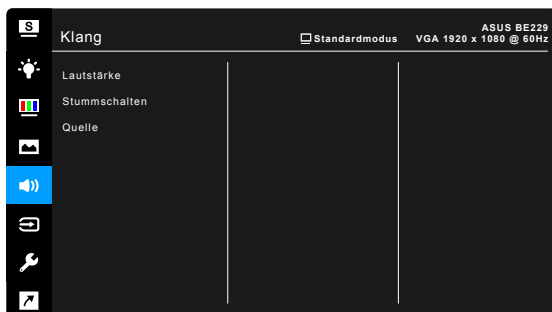 S
ASUS BE229
Klang
Standardmodus
VGA 1920 x 1080 @ 60Hz
Lautstärke
Stummschalten
Quelle